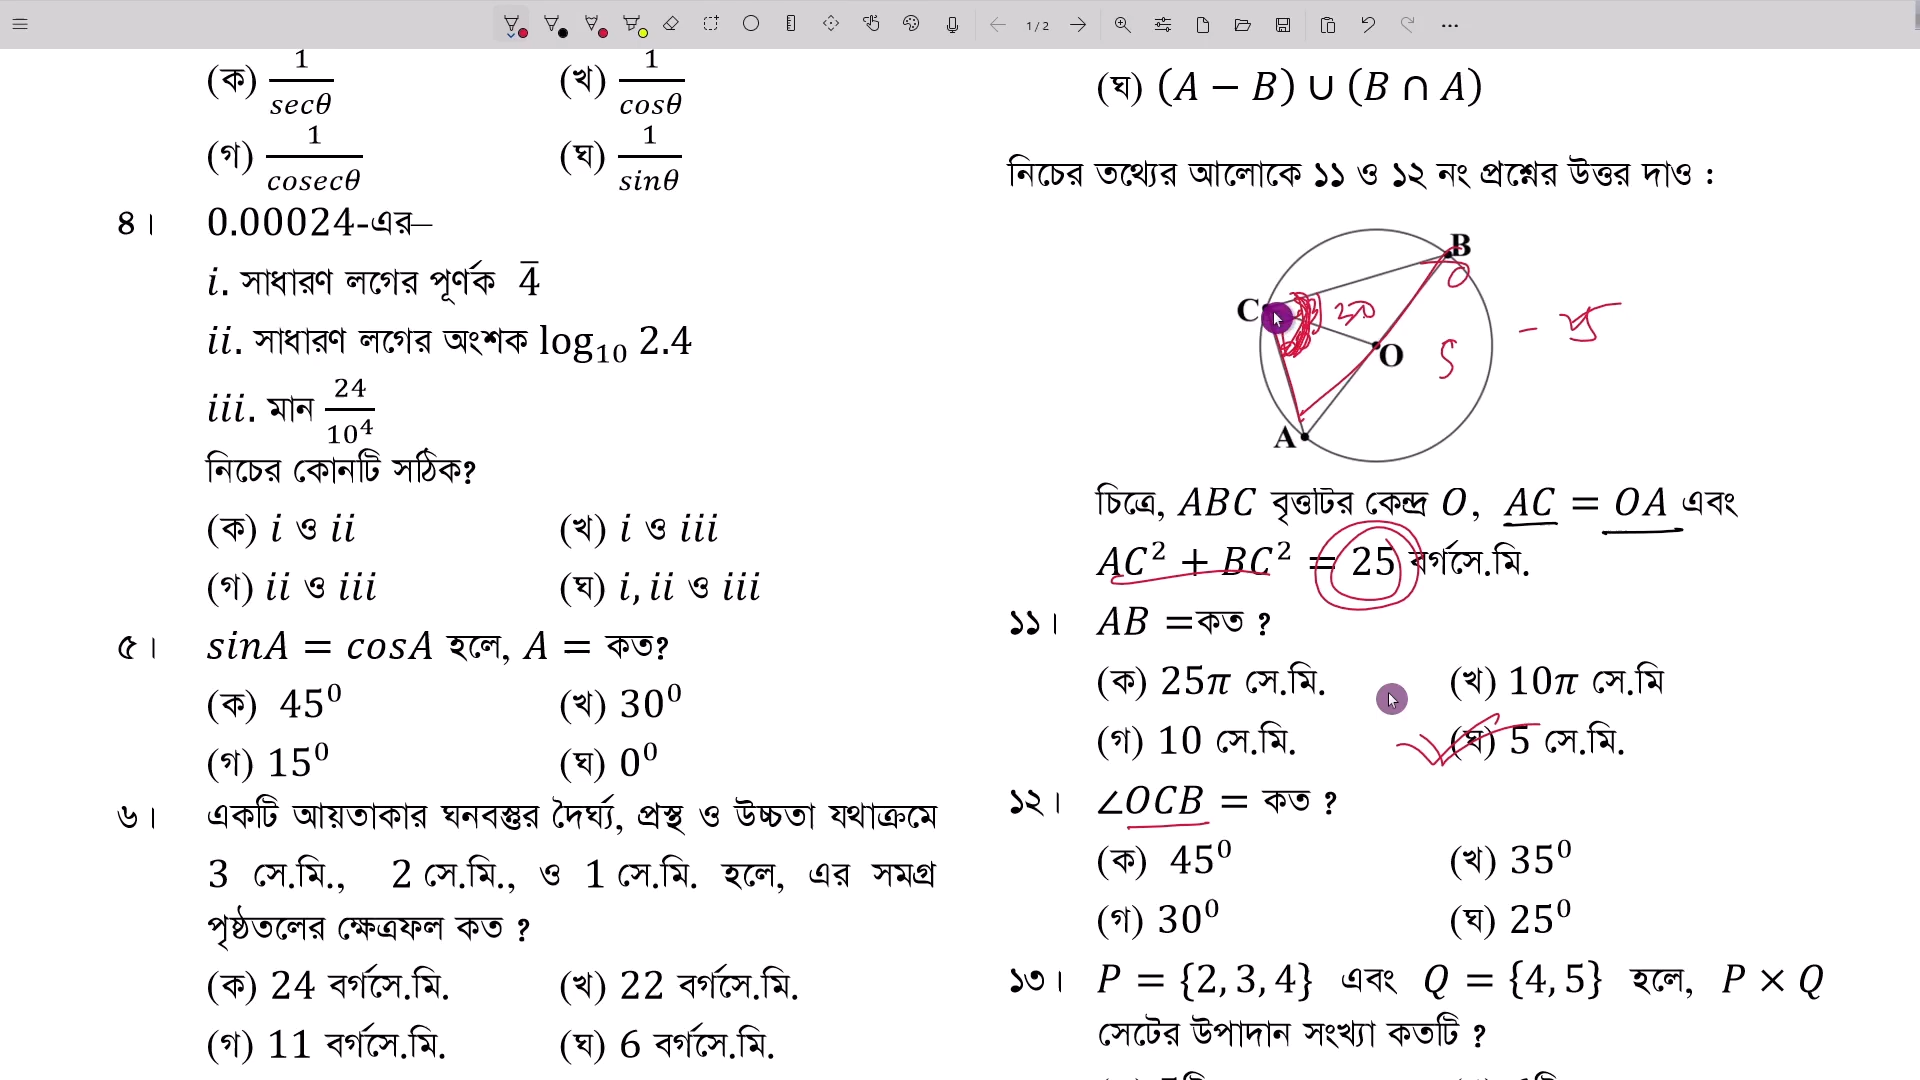 1/2
(ক) 1/secθ (খ) 1/cosθ
(গ) 1/cosecθ (ঘ) 1/sinθ
৪। 0.00024-এর–
i. সাধারণ লগের পূর্ণক 4̅
ii. সাধারণ লগের অংশক log₁₀ 2.4
iii. মান 24/10⁴
নিচের কোনটি সঠিক?
(ক) i ও ii (খ) i ও iii
(গ) ii ও iii (ঘ) i, ii ও iii
৫। sinA = cosA হলে, A = কত?
(ক) 45⁰ (খ) 30⁰
(গ) 15⁰ (ঘ) 0⁰
৬। একটি আয়তাকার ঘনবস্তুর দৈর্ঘ্য, প্রস্থ ও উচ্চতা যথাক্রমে
3 সে.মি., 2 সে.মি., ও 1 সে.মি. হলে, এর সমগ্র
পৃষ্ঠতলের ক্ষেত্রফল কত ?
(ক) 24 বর্গসে.মি. (খ) 22 বর্গসে.মি.
(গ) 11 বর্গসে.মি. (ঘ) 6 বর্গসে.মি.
(ঘ) (A − B) ∪ (B ∩ A)
নিচের তথ্যের আলোকে ১১ ও ১২ নং প্রশ্নের উত্তর দাও :
B
C
O
A
চিত্রে, ABC বৃত্তটির কেন্দ্র O, AC = OA এবং
AC² + BC² = 25 বর্গসে.মি.
১১। AB =কত ?
(ক) 25π সে.মি. (খ) 10π সে.মি
(গ) 10 সে.মি. (ঘ) 5 সে.মি.
১২। ∠OCB = কত ?
(ক) 45⁰ (খ) 35⁰
(গ) 30⁰ (ঘ) 25⁰
১৩। P = {2, 3, 4} এবং Q = {4, 5} হলে, P × Q
সেটের উপাদান সংখ্যা কতটি ?